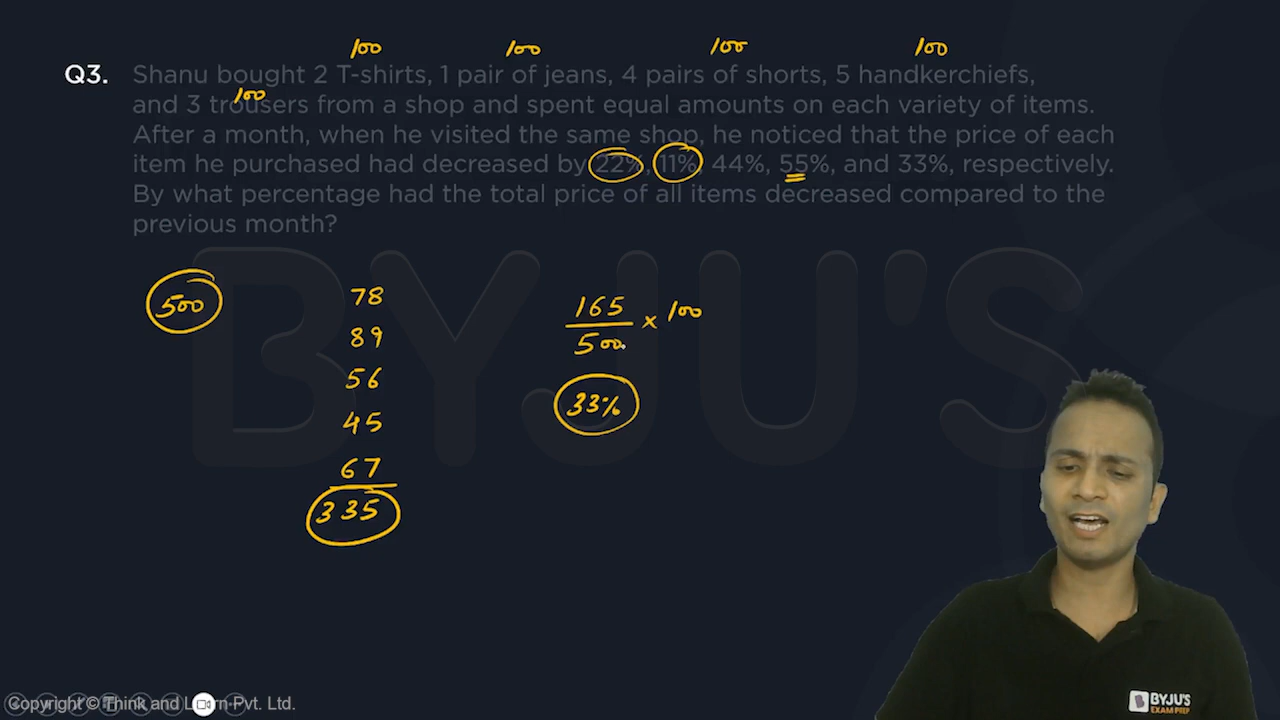 100 100 100 100
Q3. Shanu bought 2 T-shirts, 1 pair of jeans, 4 pairs of shorts, 5 handkerchiefs,
100
and 3 trousers from a shop and spent equal amounts on each variety of items.
After a month, when he visited the same shop, he noticed that the price of each
item he purchased had decreased by 22%, 11%, 44%, 55%, and 33%, respectively.
By what percentage had the total price of all items decreased compared to the
previous month?
BYJU'S
500
78
89
56
45
67
335
165
500
× 100
33%
BYJU'S
EXAM PREP
Copyright © Think and Learn Pvt. Ltd.